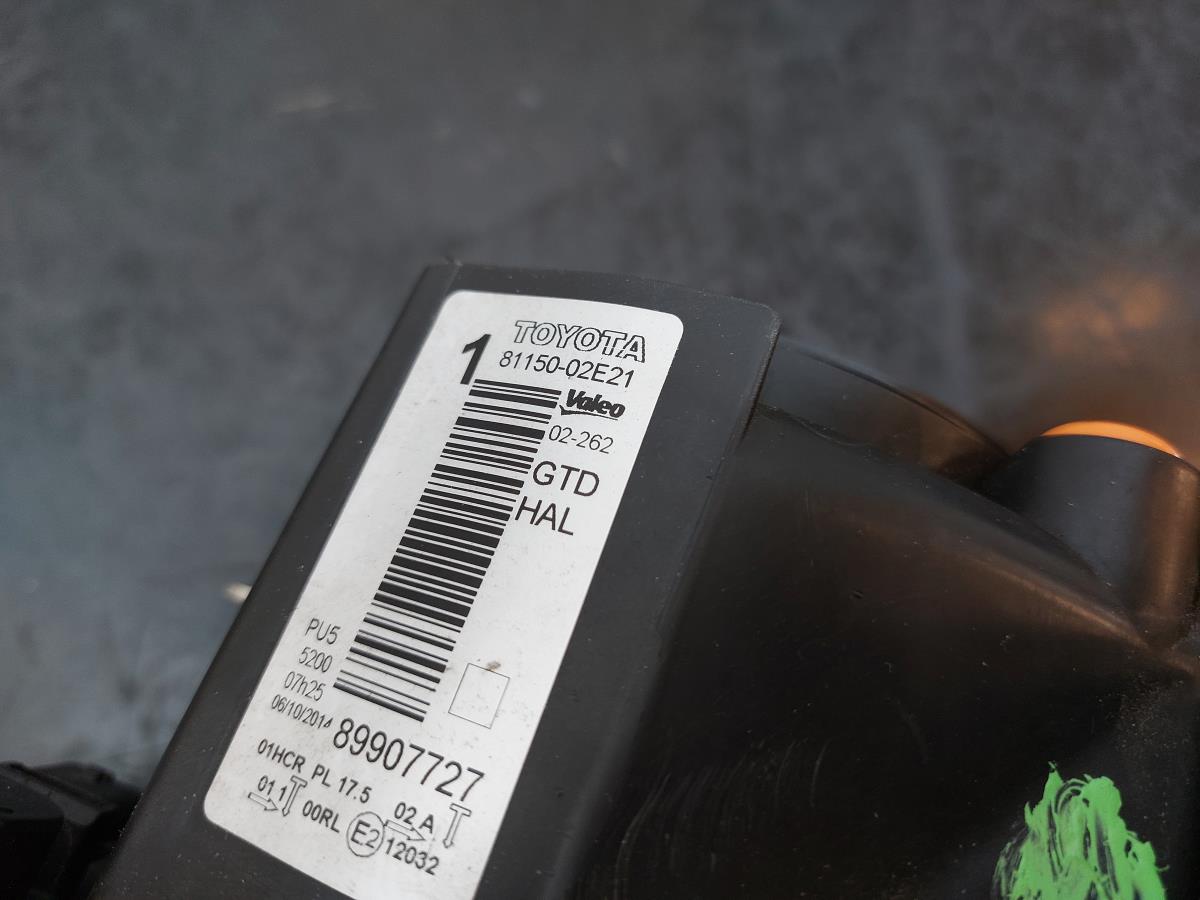 1
TOYOTA
81150-02E21
Valeo
02-262
GTD
HAL
PU5
5200
07h25
06/10/2014
89907727
01HCR PL 17.5 02 A
01 1 00RL E2 12032